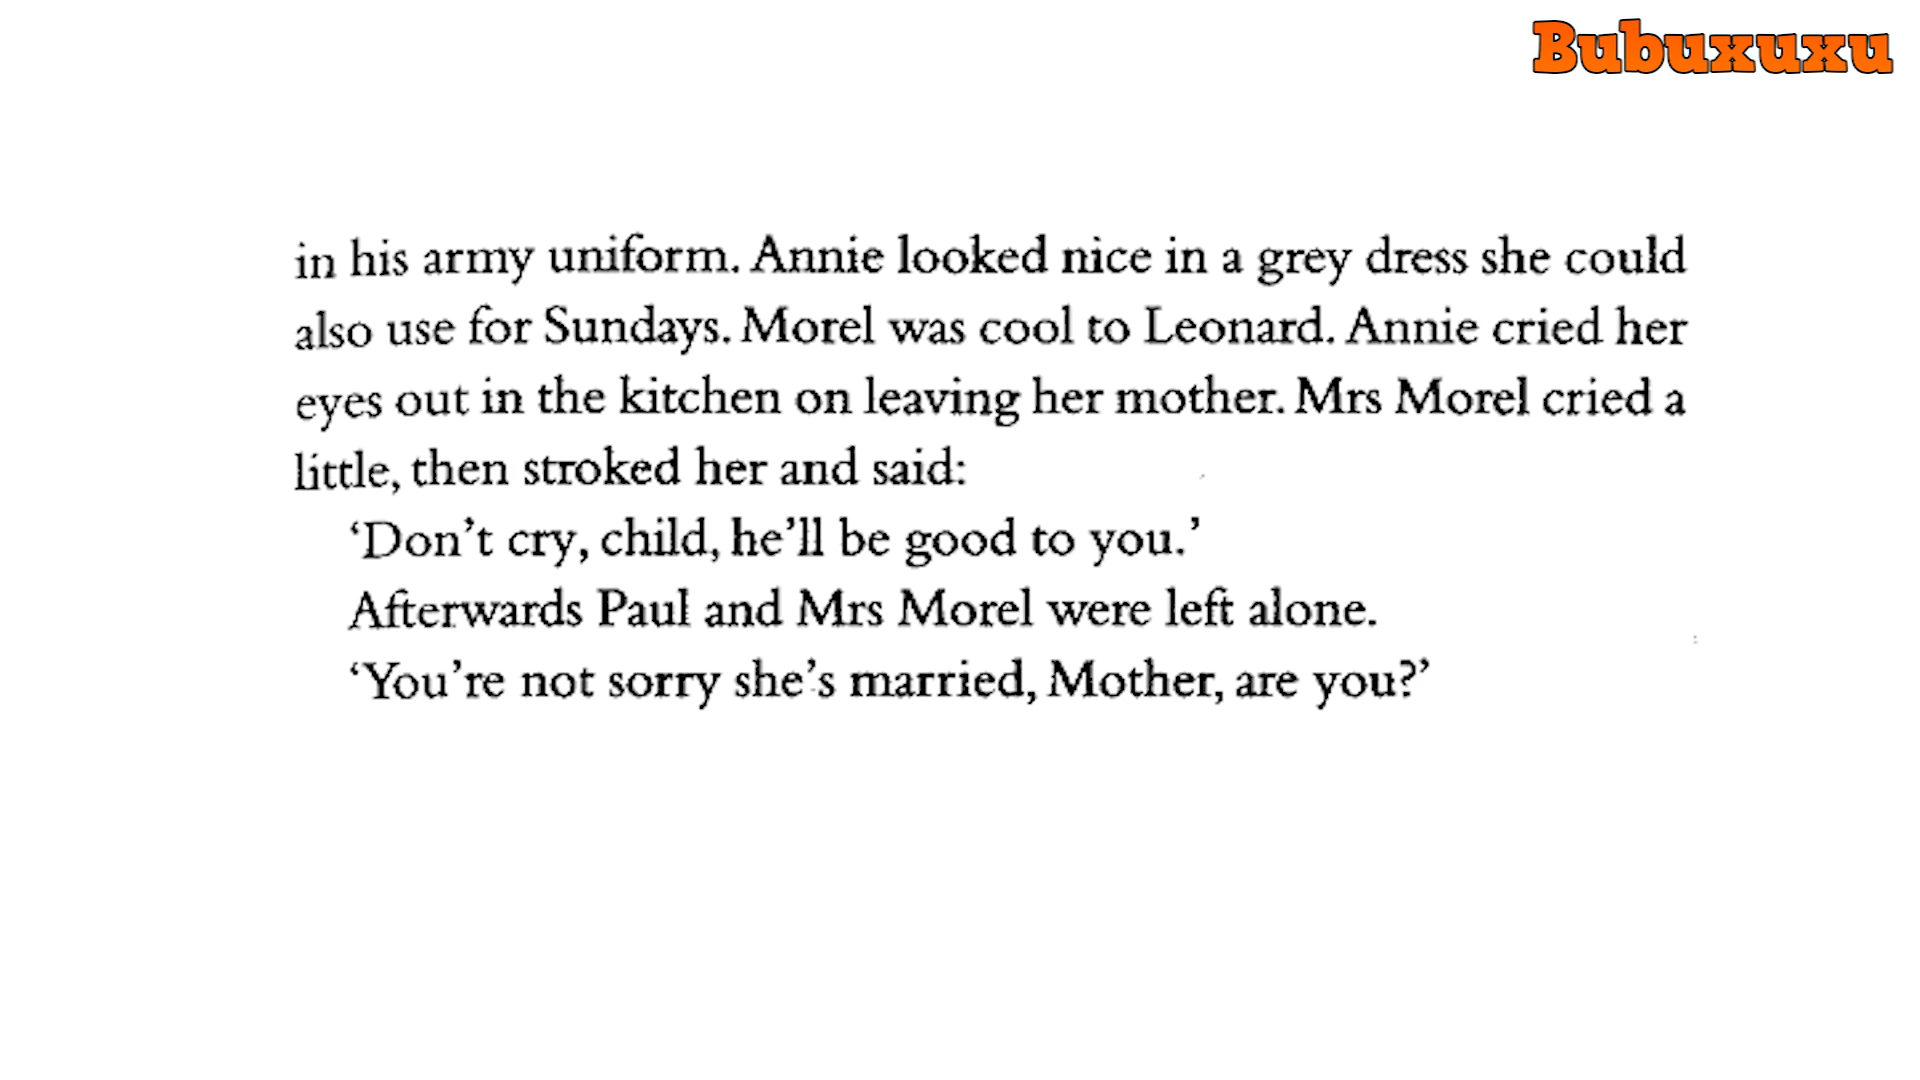 Bubuxuxu
in his army uniform. Annie looked nice in a grey dress she could
also use for Sundays. Morel was cool to Leonard. Annie cried her
eyes out in the kitchen on leaving her mother. Mrs Morel cried a
little, then stroked her and said:
‘Don’t cry, child, he’ll be good to you.’
Afterwards Paul and Mrs Morel were left alone.
‘You’re not sorry she’s married, Mother, are you?’